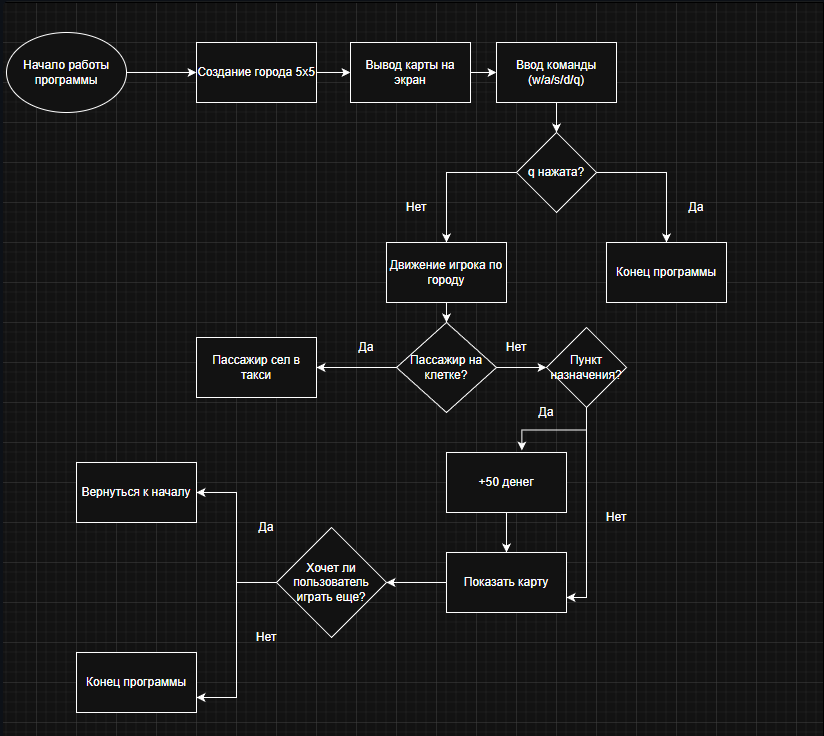 Начало работы
программы
Создание города 5x5
Вывод карты на
экран
Ввод команды
(w/a/s/d/q)
q нажата?
Нет
Да
Движение игрока по
городу
Конец программы
Пассажир сел в
такси
Да
Пассажир на
клетке?
Нет
Пункт
назначения?
Да
+50 денег
Нет
Вернуться к началу
Да
Хочет ли
пользователь
играть еще?
Показать карту
Нет
Конец программы